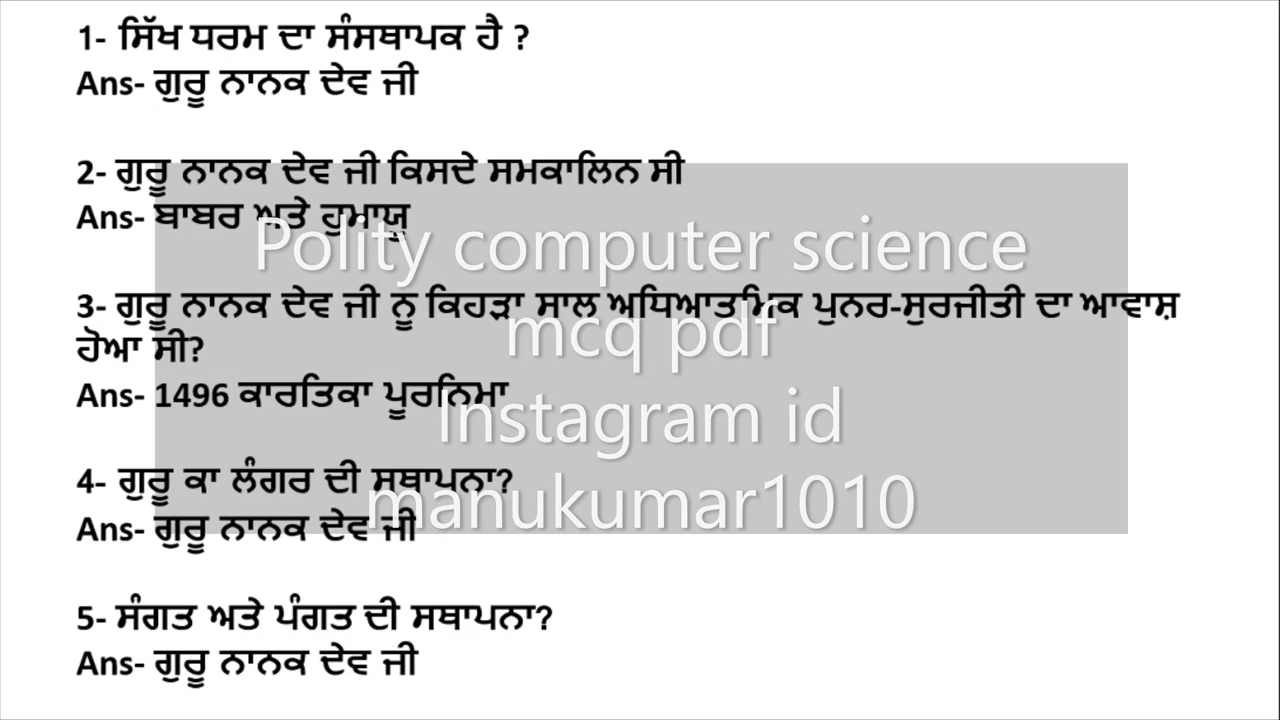 1- ਸਿੱਖ ਧਰਮ ਦਾ ਸੰਸਥਾਪਕ ਹੈ ?
Ans- ਗੁਰੂ ਨਾਨਕ ਦੇਵ ਜੀ
2- ਗੁਰੂ ਨਾਨਕ ਦੇਵ ਜੀ ਕਿਸਦੇ ਸਮਕਾਲਿਨ ਸੀ
Ans- ਬਾਬਰ ਅਤੇ ਹੁਮਾਯੁ
Polity computer science
3- ਗੁਰੂ ਨਾਨਕ ਦੇਵ ਜੀ ਨੂ ਕਿਹੜਾ ਸਾਲ ਅਧਿਆਤਮਿਕ ਪੁਨਰ-ਸੁਰਜੀਤੀ ਦਾ ਆਵਾਸ਼
mcq pdf
ਹੋਆ ਸੀ?
Ans- 1496 ਕਾਰਤਿਕਾ ਪੂਰਨਿਮਾ
Instagram id
4- ਗੁਰੂ ਕਾ ਲੰਗਰ ਦੀ ਸਥਾਪਨਾ?
manukumar1010
Ans- ਗੁਰੂ ਨਾਨਕ ਦੇਵ ਜੀ
5- ਸੰਗਤ ਅਤੇ ਪੰਗਤ ਦੀ ਸਥਾਪਨਾ?
Ans- ਗੁਰੂ ਨਾਨਕ ਦੇਵ ਜੀ